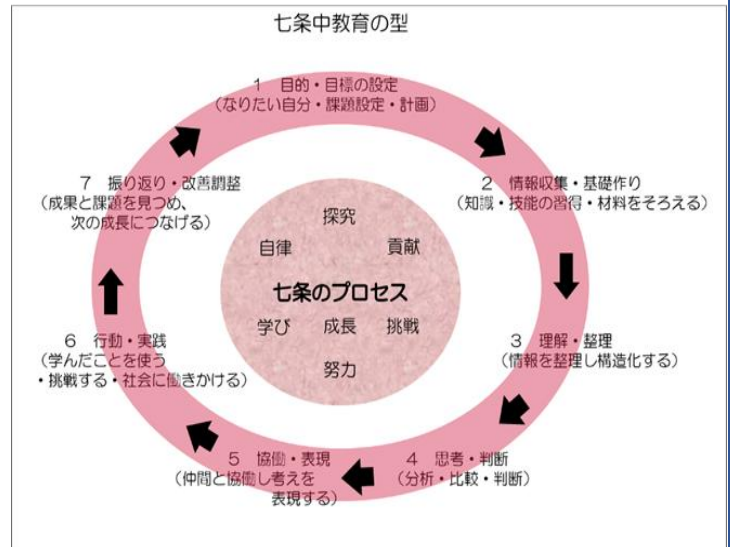 七条中教育の型
1 目的・目標の設定
（なりたい自分・課題設定・計画）
2 情報収集・基礎作り
（知識・技能の習得・材料をそろえる）
3 理解・整理
（情報を整理し構造化する）
4 思考・判断
（分析・比較・判断）
5 協働・表現
（仲間と協働し考えを
表現する）
6 行動・実践
（学んだことを使う
・挑戦する・社会に働きかける）
7 振り返り・改善調整
（成果と課題を見つめ、
次の成長につなげる）
探究
自律 貢献
七条のプロセス
学び 成長 挑戦
努力